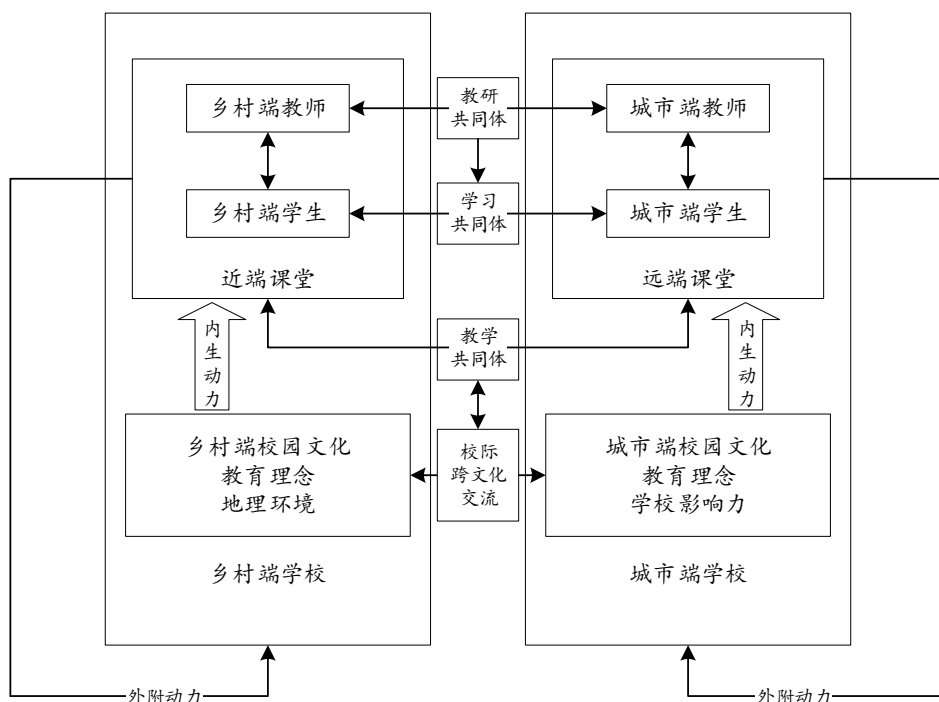 乡村端教师
教研
共同体
城市端教师
乡村端学生
学习
共同体
城市端学生
近端课堂
远端课堂
内生动力
教学
共同体
内生动力
乡村端校园文化
教育理念
地理环境
校际
跨文化
交流
城市端校园文化
教育理念
学校影响力
乡村端学校
城市端学校
外附动力
外附动力